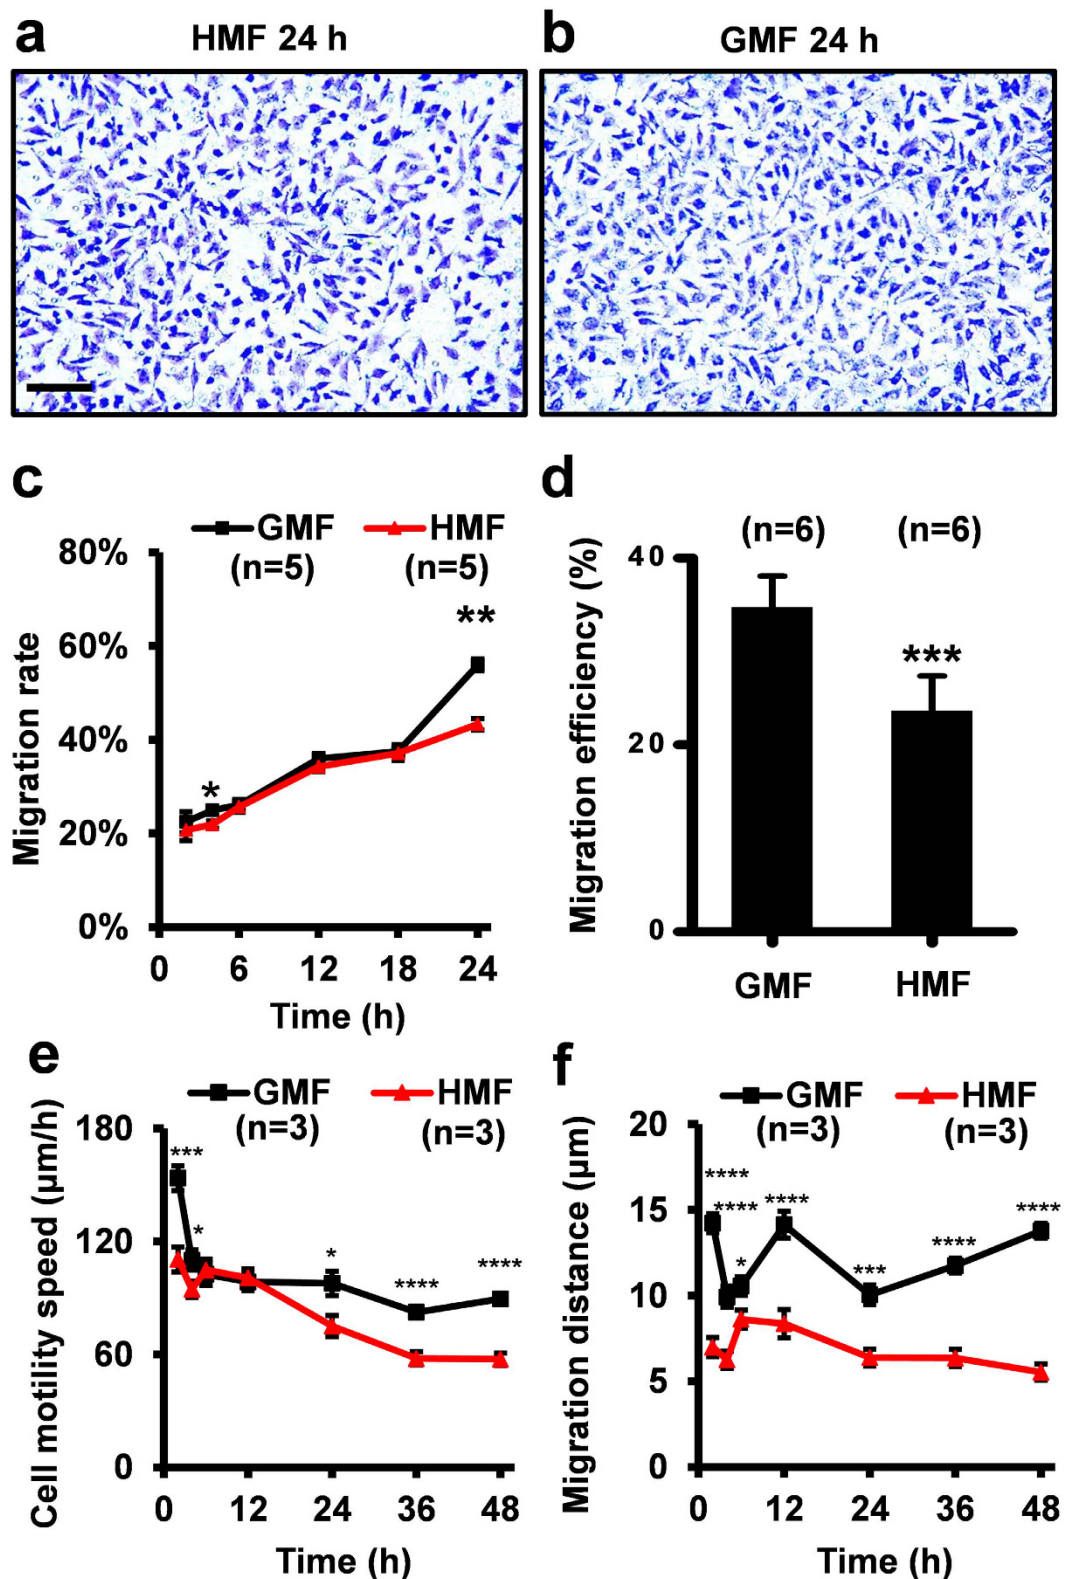 a HMF 24 h
b GMF 24 h
c
GMF HMF
(n=5) (n=5)
80%
60%
40%
20%
0%
Migration rate
*
**
0 6 12 18 24
Time (h)
d
(n=6) (n=6)
40
20
0
Migration efficiency (%)
***
GMF HMF
e
GMF HMF
(n=3) (n=3)
180
120
60
0
Cell motility speed (µm/h)
***
*
*
****
****
0 12 24 36 48
Time (h)
f
GMF HMF
(n=3) (n=3)
20
15
10
5
0
Migration distance (µm)
****
****
*
****
***
****
****
0 12 24 36 48
Time (h)